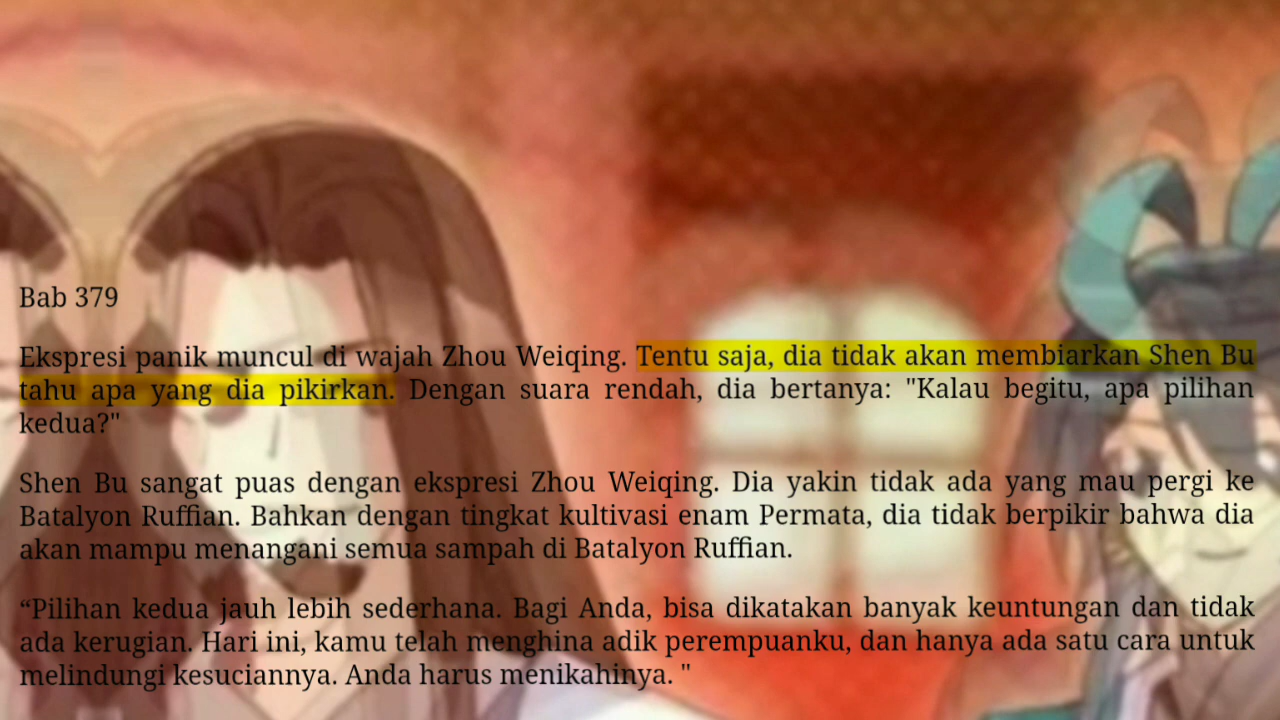 Bab 379
Ekspresi panik muncul di wajah Zhou Weiqing. Tentu saja, dia tidak akan membiarkan Shen Bu
tahu apa yang dia pikirkan. Dengan suara rendah, dia bertanya: "Kalau begitu, apa pilihan
kedua?"
Shen Bu sangat puas dengan ekspresi Zhou Weiqing. Dia yakin tidak ada yang mau pergi ke
Batalyon Ruffian. Bahkan dengan tingkat kultivasi enam Permata, dia tidak berpikir bahwa dia
akan mampu menangani semua sampah di Batalyon Ruffian.
“Pilihan kedua jauh lebih sederhana. Bagi Anda, bisa dikatakan banyak keuntungan dan tidak
ada kerugian. Hari ini, kamu telah menghina adik perempuanku, dan hanya ada satu cara untuk
melindungi kesuciannya. Anda harus menikahinya. "